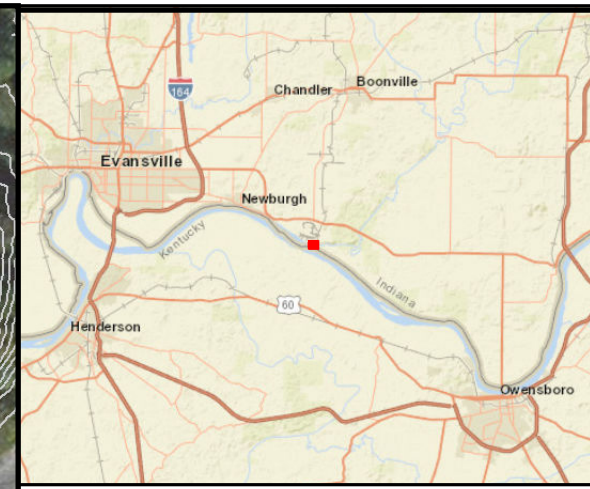 164
Chandler
Boonville
Evansville
Newburgh
Kentucky
Indiana
60
Henderson
Owensboro